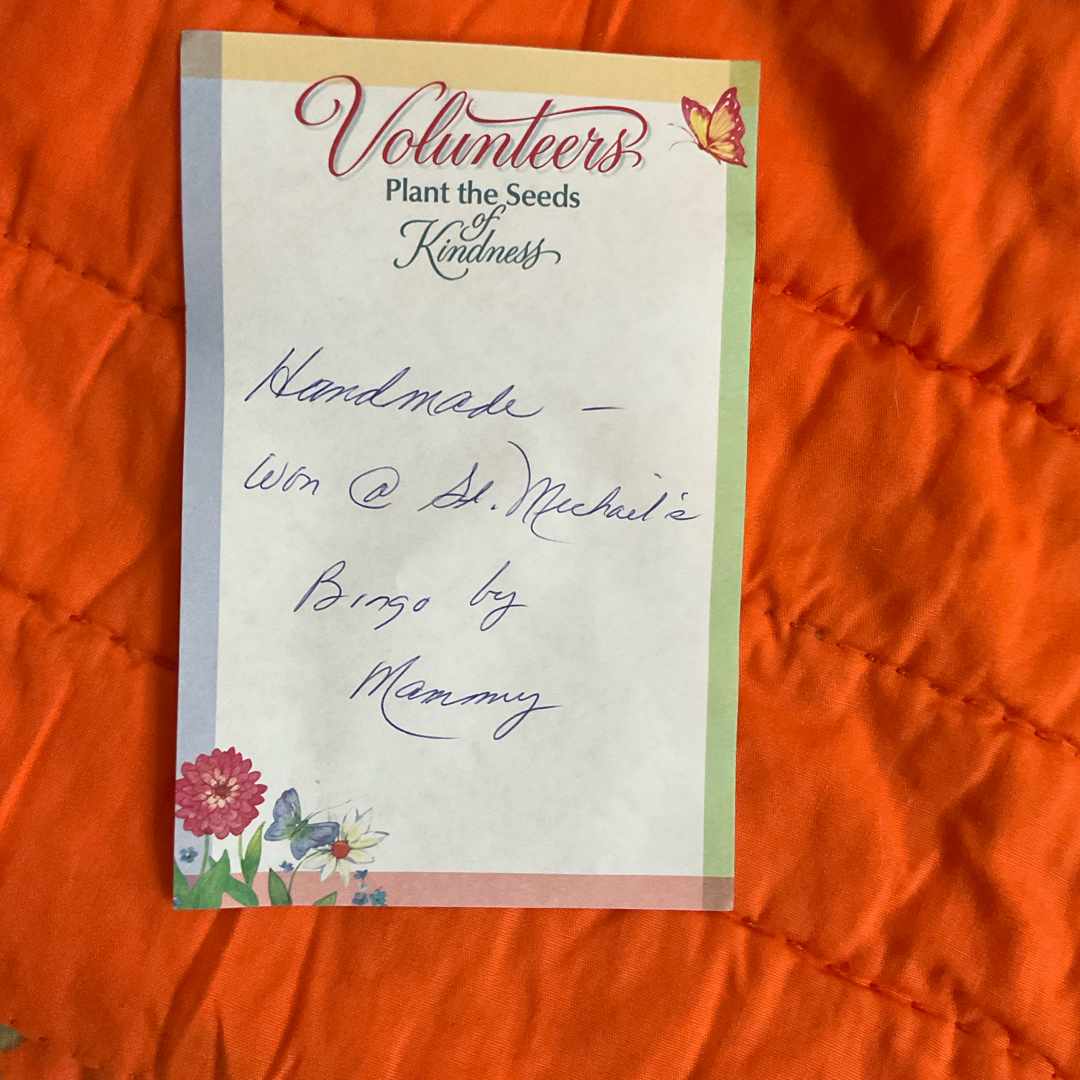 Volunteers
Plant the Seeds
of
Kindness
Handmade –
Won @ St. Michael's
Bingo by
Mammy